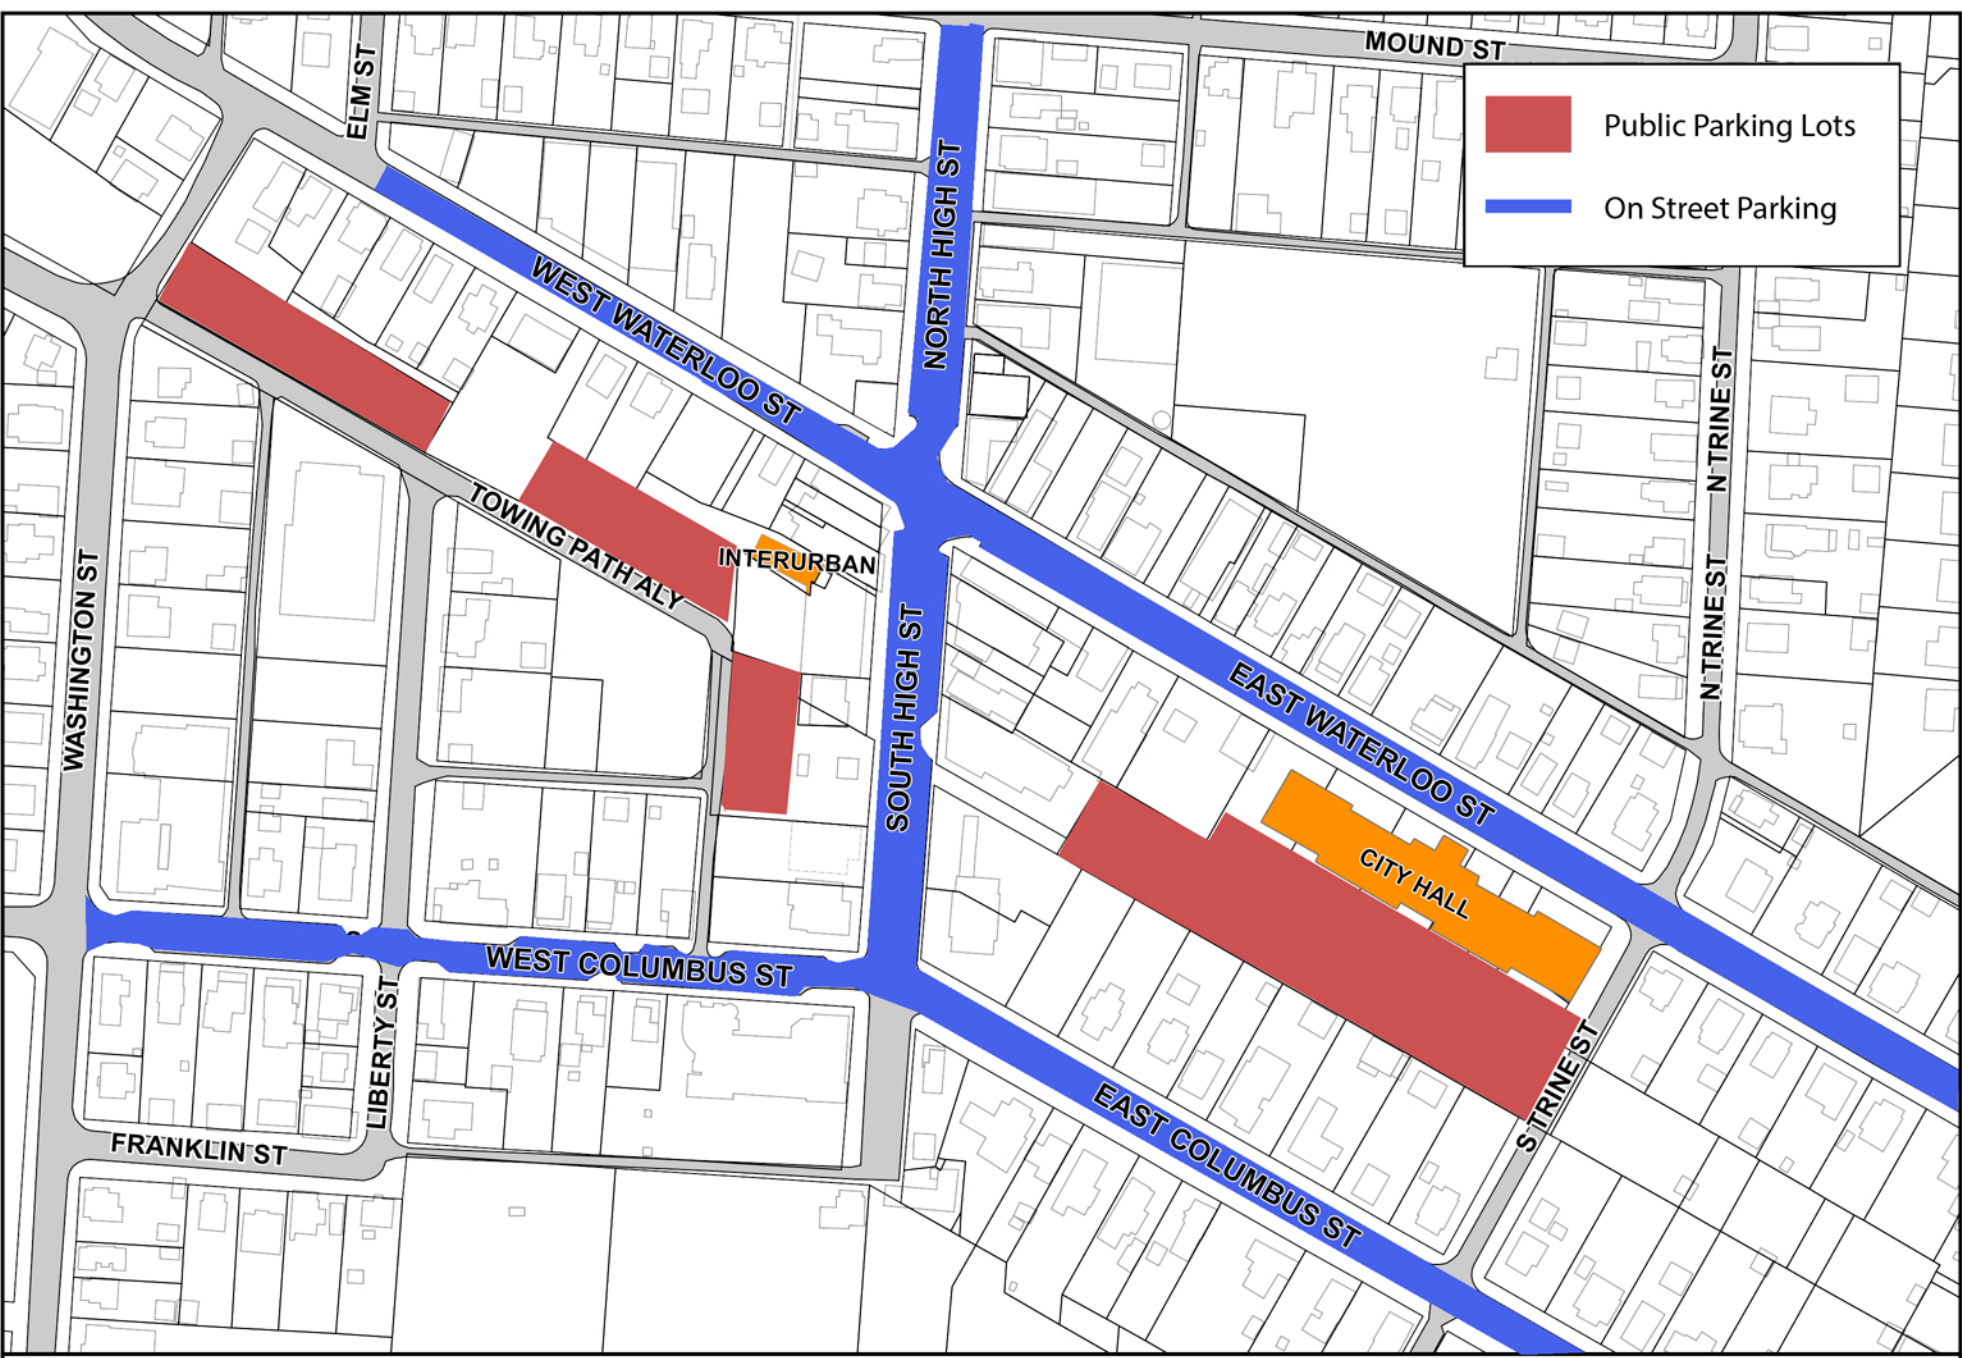 MOUND ST
ELM ST
Public Parking Lots
On Street Parking
NORTH HIGH ST
WEST WATERLOO ST
N TRINE ST
TOWING PATH ALY
INTERURBAN
N TRINE ST
WASHINGTON ST
SOUTH HIGH ST
EAST WATERLOO ST
CITY HALL
WEST COLUMBUS ST
LIBERTY ST
S TRINE ST
FRANKLIN ST
EAST COLUMBUS ST